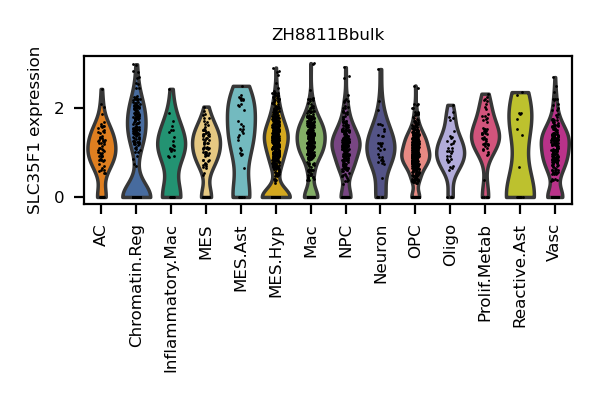 ZH8811Bbulk
SLC35F1 expression
2
0
AC
Chromatin.Reg
Inflammatory.Mac
MES
MES.Ast
MES.Hyp
Mac
NPC
Neuron
OPC
Oligo
Prolif.Metab
Reactive.Ast
Vasc